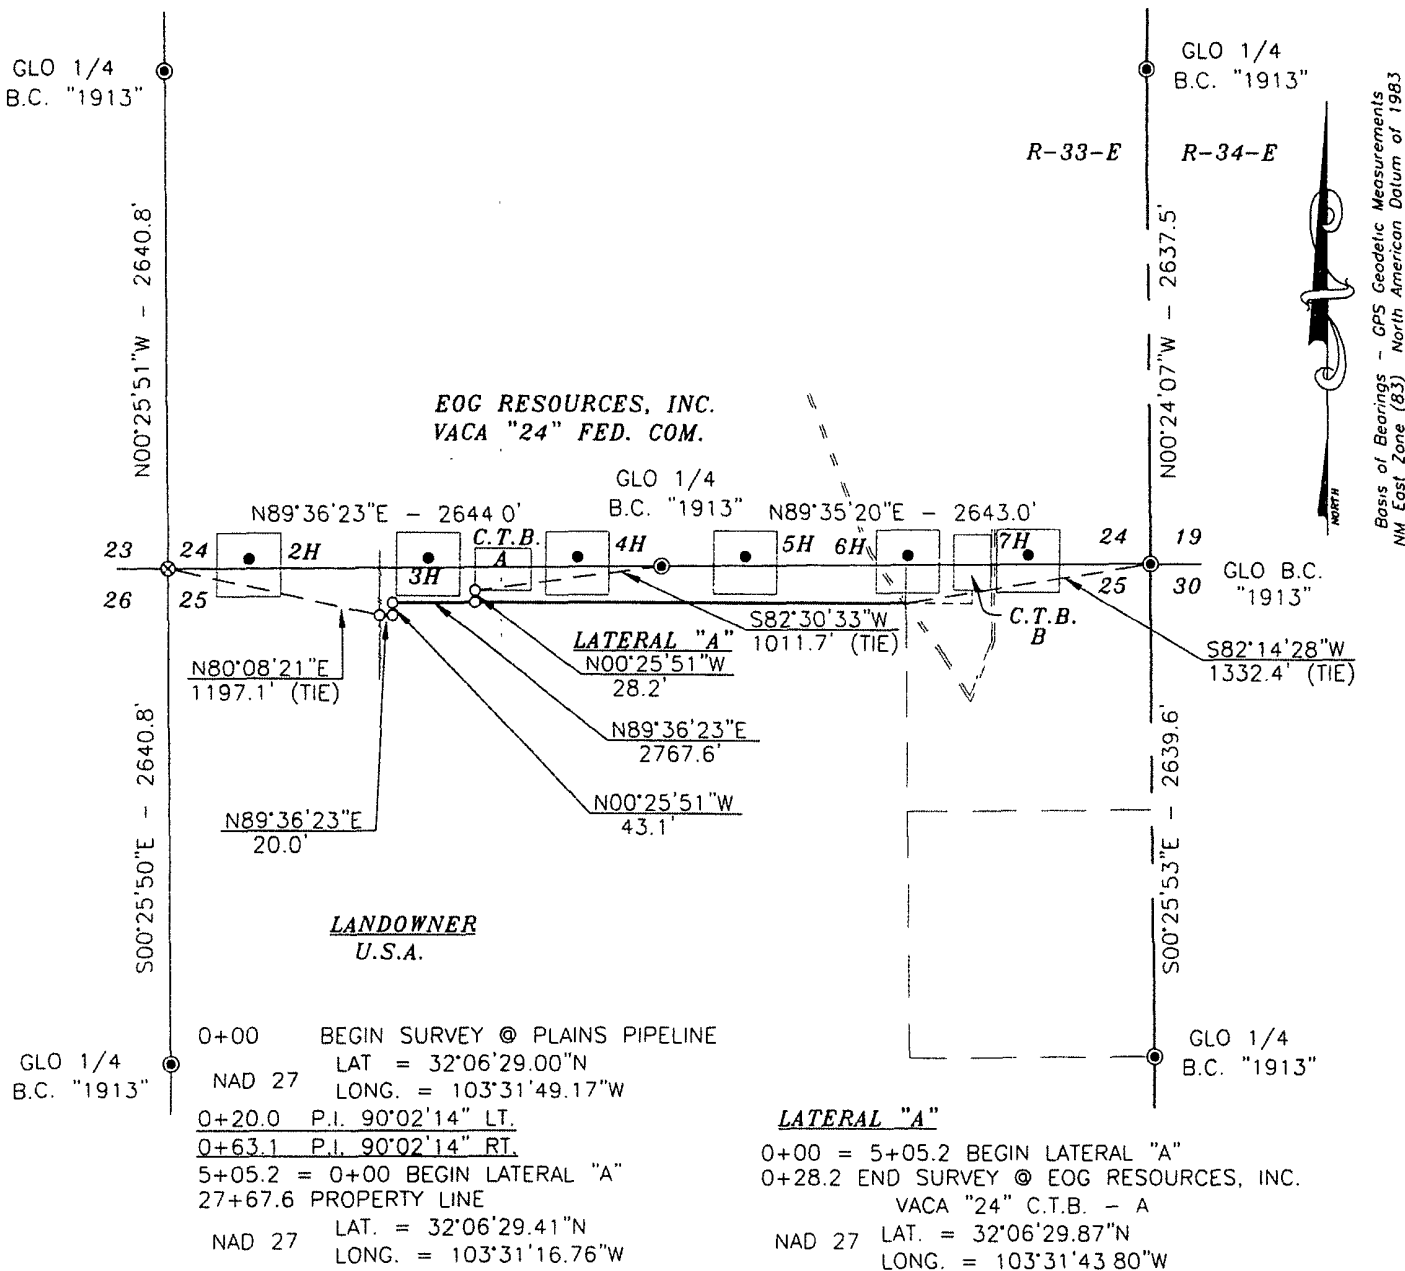 GLO 1/4
B.C. "1913"
GLO 1/4
B.C. "1913"
R-33-E
R-34-E
Basis of Bearings - GPS Geodetic Measurements
NM East Zone (83) North American Datum of 1983
NORTH
N00°25'51"W - 2640.8'
N00°24'07"W - 2637.5'
EOG RESOURCES, INC.
VACA "24" FED. COM.
GLO 1/4
B.C. "1913"
N89°36'23"E - 2644 0'
N89°35'20"E - 2643.0'
23
24
2H
3H
C.T.B.
A
4H
5H
6H
7H
24
19
26
25
25
30
GLO B.C.
"1913"
C.T.B.
B
S82°30'33"W
1011.7' (TIE)
S82°14'28"W
1332.4' (TIE)
LATERAL "A"
N00°25'51"W
28.2'
N80°08'21"E
1197.1' (TIE)
N89°36'23"E
2767.6'
N00°25'51"W
43.1'
N89°36'23"E
20.0'
S00°25'50"E - 2640.8'
S00°25'53"E - 2639.6'
LANDOWNER
U.S.A.
GLO 1/4
B.C. "1913"
GLO 1/4
B.C. "1913"
0+00 BEGIN SURVEY @ PLAINS PIPELINE
LAT = 32°06'29.00"N
NAD 27
LONG. = 103°31'49.17"W
0+20.0 P.I. 90°02'14" LT.
0+63.1 P.I. 90°02'14" RT.
5+05.2 = 0+00 BEGIN LATERAL "A"
27+67.6 PROPERTY LINE
LAT. = 32°06'29.41"N
NAD 27
LONG. = 103°31'16.76"W
LATERAL "A"
0+00 = 5+05.2 BEGIN LATERAL "A"
0+28.2 END SURVEY @ EOG RESOURCES, INC.
VACA "24" C.T.B. - A
NAD 27 LAT. = 32°06'29.87"N
LONG. = 103°31'43 80"W